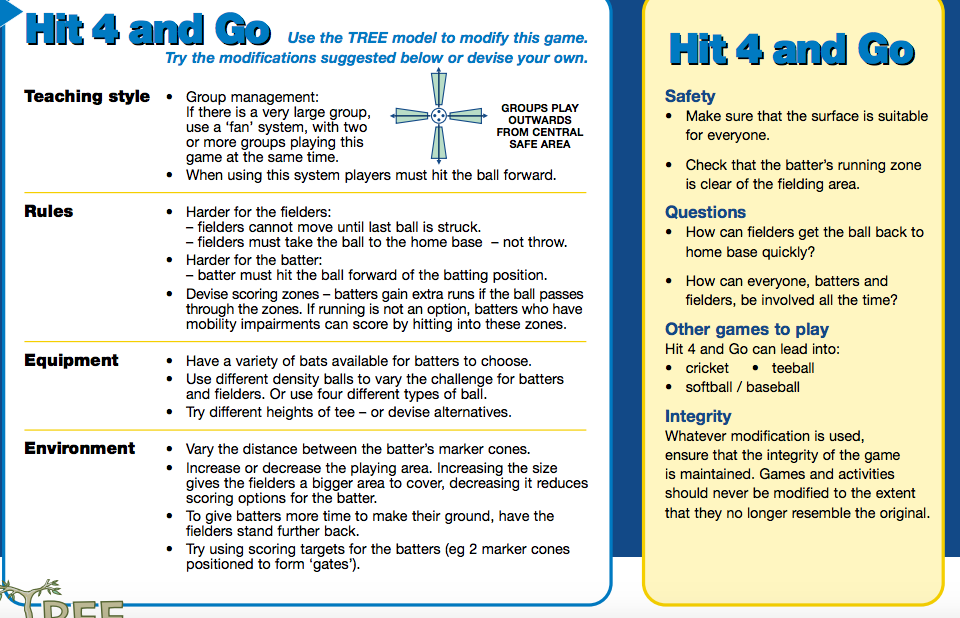 Hit 4 and Go Use the TREE model to modify this game.
Try the modifications suggested below or devise your own.
Teaching style • Group management:
If there is a very large group,
use a ‘fan’ system, with two
or more groups playing this
game at the same time.
• When using this system players must hit the ball forward.
GROUPS PLAY
OUTWARDS
FROM CENTRAL
SAFE AREA
Rules • Harder for the fielders:
– fielders cannot move until last ball is struck.
– fielders must take the ball to the home base – not throw.
• Harder for the batter:
– batter must hit the ball forward of the batting position.
• Devise scoring zones – batters gain extra runs if the ball passes
through the zones. If running is not an option, batters who have
mobility impairments can score by hitting into these zones.
Equipment • Have a variety of bats available for batters to choose.
• Use different density balls to vary the challenge for batters
and fielders. Or use four different types of ball.
• Try different heights of tee – or devise alternatives.
Environment • Vary the distance between the batter’s marker cones.
• Increase or decrease the playing area. Increasing the size
gives the fielders a bigger area to cover, decreasing it reduces
scoring options for the batter.
• To give batters more time to make their ground, have the
fielders stand further back.
• Try using scoring targets for the batters (eg 2 marker cones
positioned to form ‘gates’).
TREE
Hit 4 and Go
Safety
• Make sure that the surface is suitable
for everyone.
• Check that the batter’s running zone
is clear of the fielding area.
Questions
• How can fielders get the ball back to
home base quickly?
• How can everyone, batters and
fielders, be involved all the time?
Other games to play
Hit 4 and Go can lead into:
• cricket • teeball
• softball / baseball
Integrity
Whatever modification is used,
ensure that the integrity of the game
is maintained. Games and activities
should never be modified to the extent
that they no longer resemble the original.